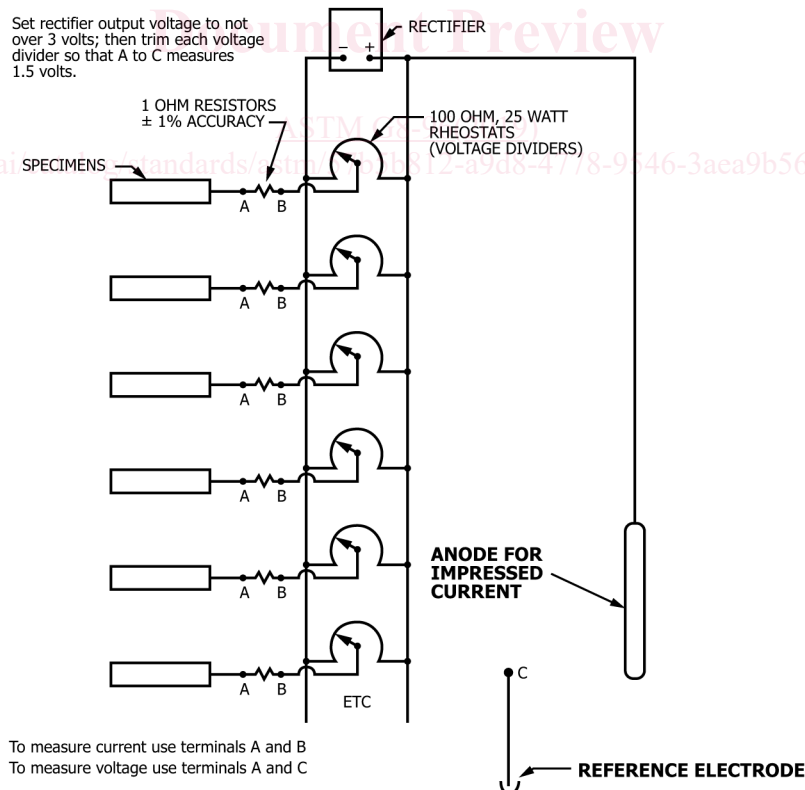 Document Preview
Set rectifier output voltage to not
over 3 volts; then trim each voltage
divider so that A to C measures
1.5 volts.
RECTIFIER
− +
1 OHM RESISTORS
± 1% ACCURACY
100 OHM, 25 WATT
RHEOSTATS
(VOLTAGE DIVIDERS)
SPECIMENS
A B
A B
A B
A B
A B
A B
ANODE FOR
IMPRESSED
CURRENT
ETC
C
To measure current use terminals A and B
To measure voltage use terminals A and C
REFERENCE ELECTRODE